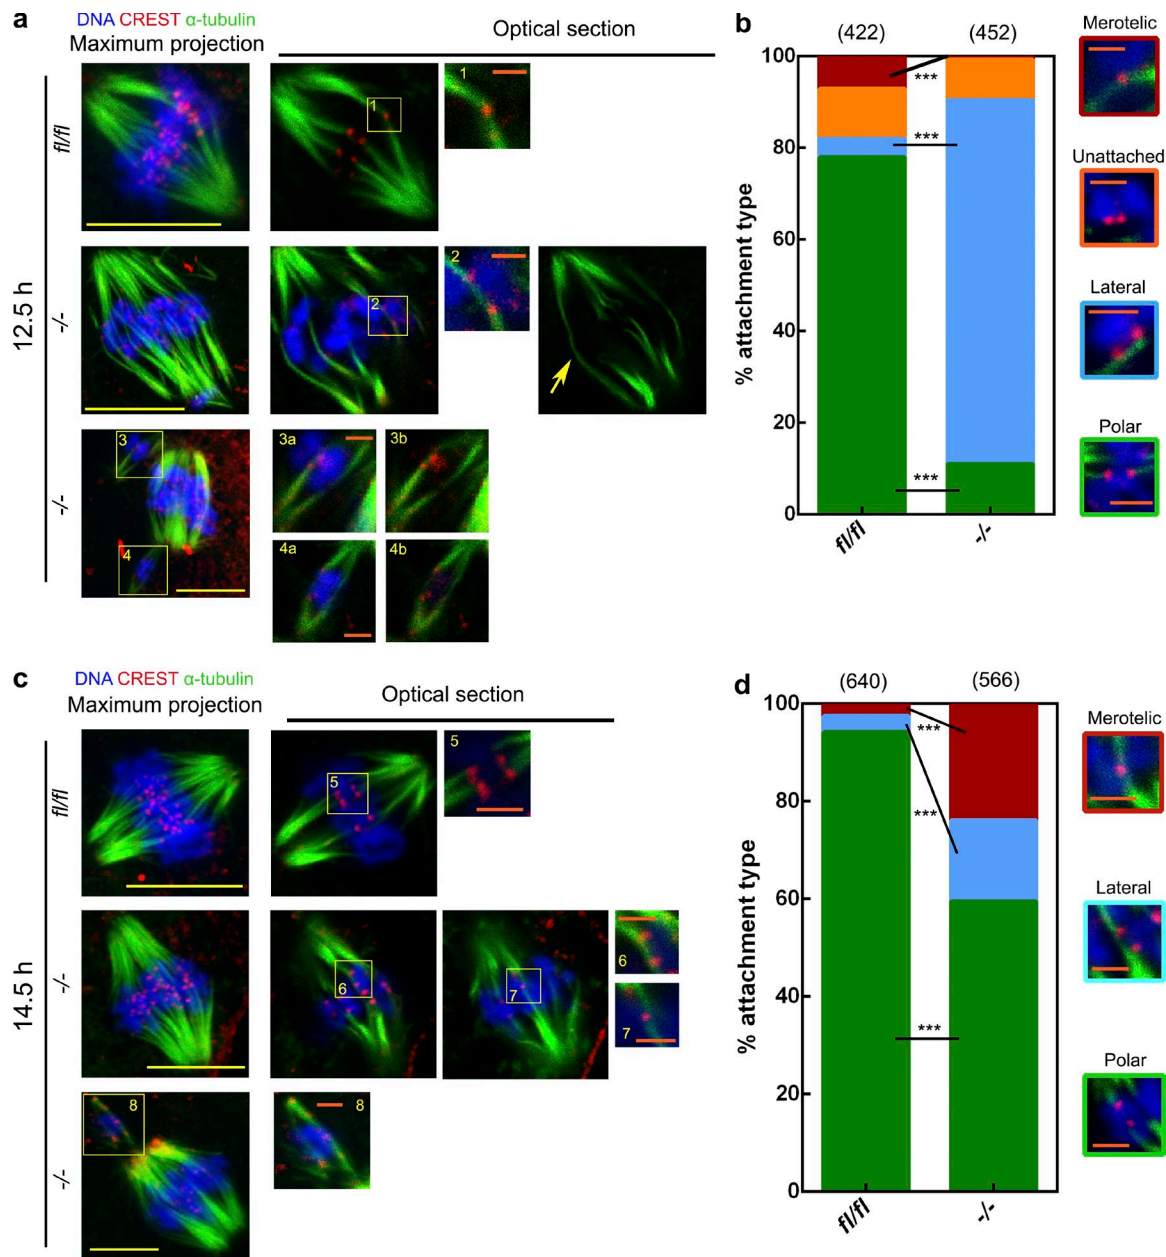 a
DNA CREST α-tubulin
Maximum projection
Optical section
12.5 h
fl/fl
1
1
-/-
2
2
-/-
3
4
3a
3b
4a
4b
b
(422)
(452)
% attachment type
100
80
60
40
20
0
***
***
***
fl/fl
-/-
Merotelic
Unattached
Lateral
Polar
c
DNA CREST α-tubulin
Maximum projection
Optical section
14.5 h
fl/fl
5
5
-/-
6
7
6
7
-/-
8
8
d
(640)
(566)
% attachment type
100
80
60
40
20
0
***
***
***
fl/fl
-/-
Merotelic
Lateral
Polar